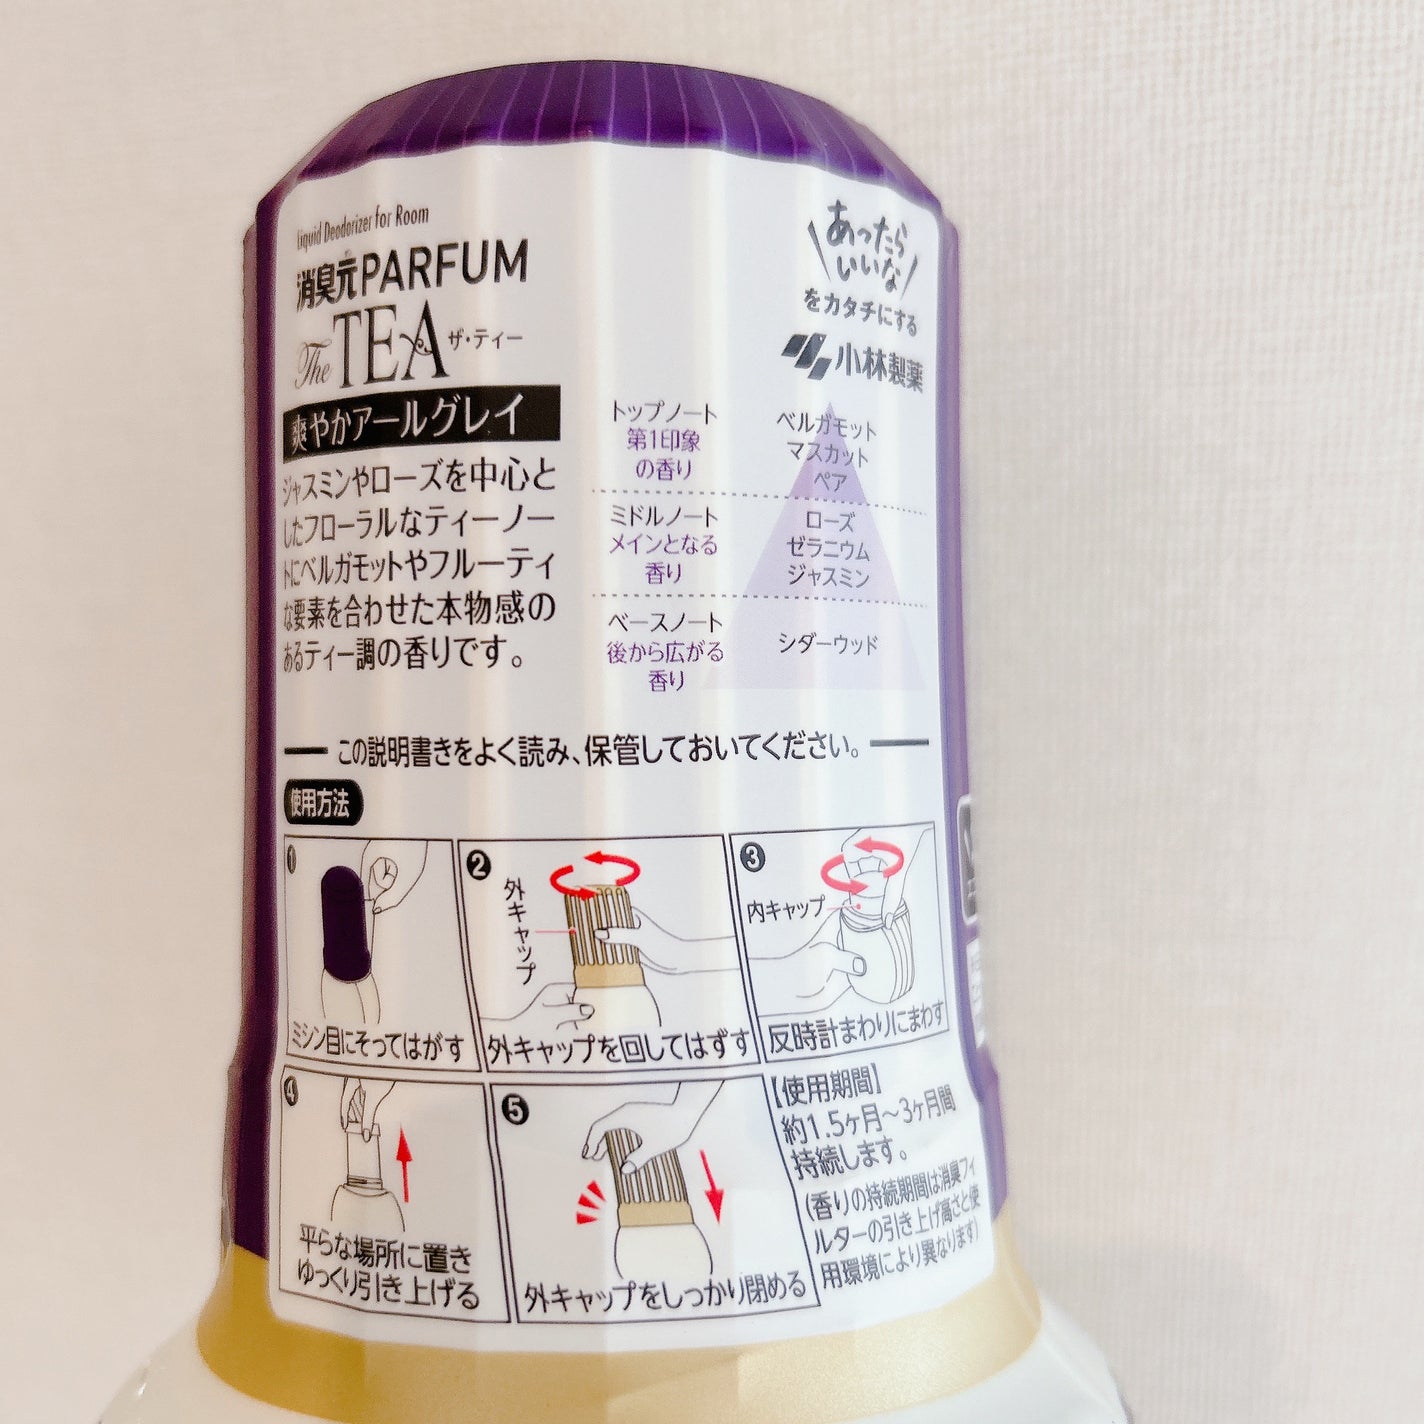 Liquid Deodorizer for Room
消臭元PARFUM
The TEA ザ・ティー
爽やかアールグレイ
ジャスミンやローズを中心と
したフローラルなティーノー
トにベルガモットやフルーティ
な要素を合わせた本物感の
あるティー調の香りです。
あったら
いいな
をカタチにする
小林製薬
トップノート
第1印象
の香り
ベルガモット
マスカット
ペア
ミドルノート
メインとなる
香り
ローズ
ゼラニウム
ジャスミン
ベースノート
後から広がる
香り
シダーウッド
この説明書きをよく読み、保管しておいてください。
使用方法
1
ミシン目にそってはがす
2
外キャップ
外キャップを回してはずす
3
内キャップ
反時計まわりにまわす
4
平らな場所に置き
ゆっくり引き上げる
5
外キャップをしっかり閉める
【使用期間】
約1.5ヶ月〜3ヶ月間
持続します。
(香りの持続期間は消臭フィ
ルターの引き上げ高さと使
用環境により異なります)